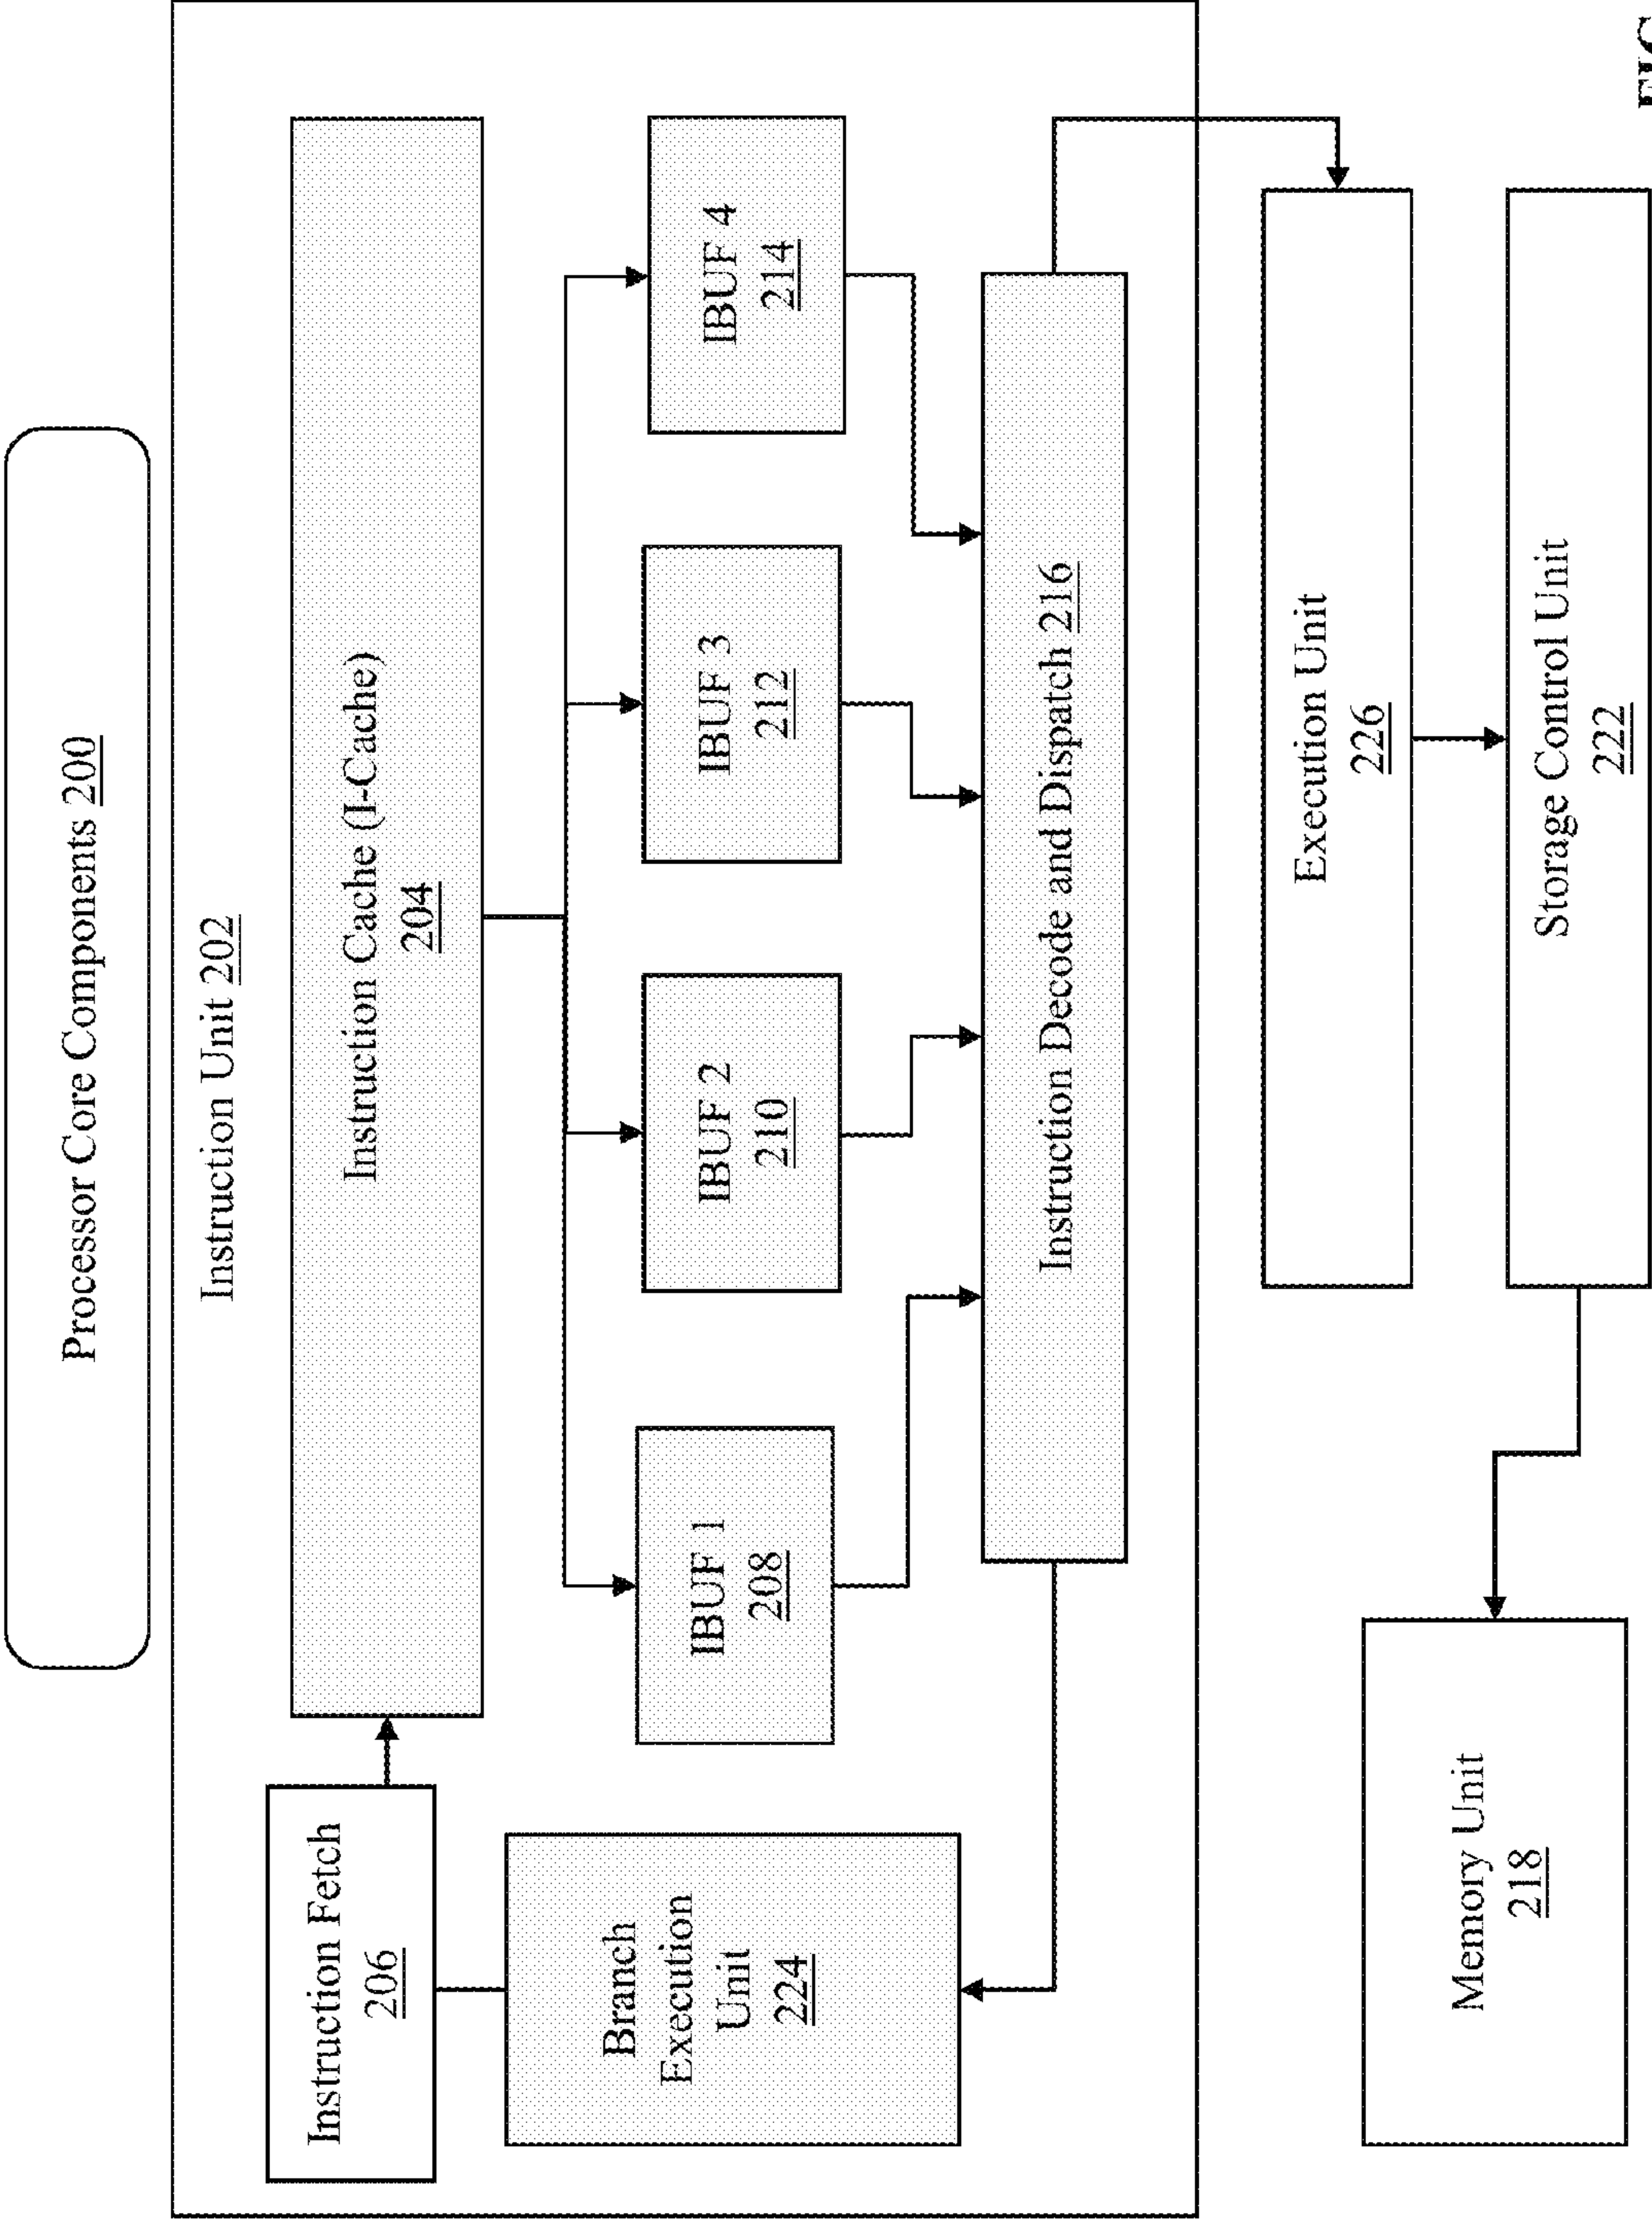 Processor Core Components 200
Instruction Unit 202
Instruction Fetch
206
Instruction Cache (I-Cache)
204
Branch
Execution
Unit
224
IBUF 1
208
IBUF 2
210
IBUF 3
212
IBUF 4
214
Instruction Decode and Dispatch 216
Execution Unit
226
Memory Unit
218
Storage Control Unit
222